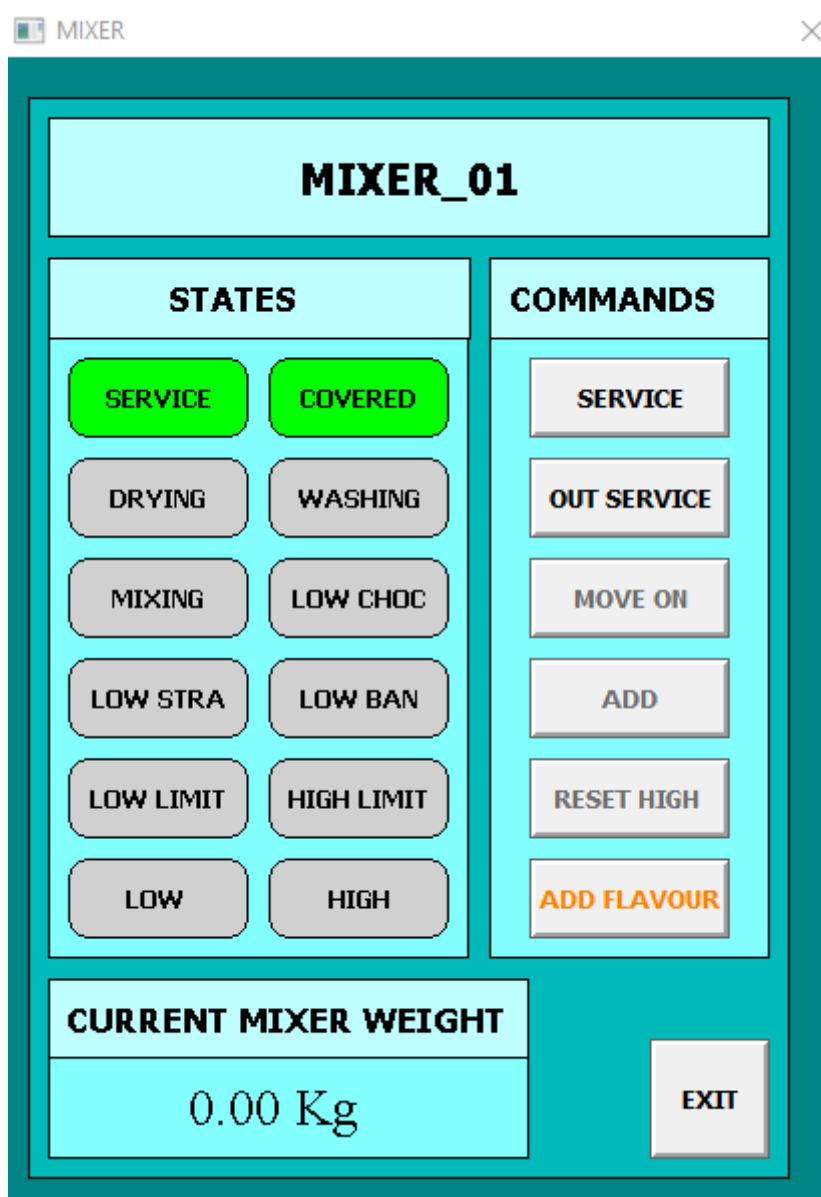 MIXER
MIXER_01
STATES
COMMANDS
SERVICE
COVERED
SERVICE
DRYING
WASHING
OUT SERVICE
MIXING
LOW CHOC
MOVE ON
LOW STRA
LOW BAN
ADD
LOW LIMIT
HIGH LIMIT
RESET HIGH
LOW
HIGH
ADD FLAVOUR
CURRENT MIXER WEIGHT
0.00 Kg
EXIT